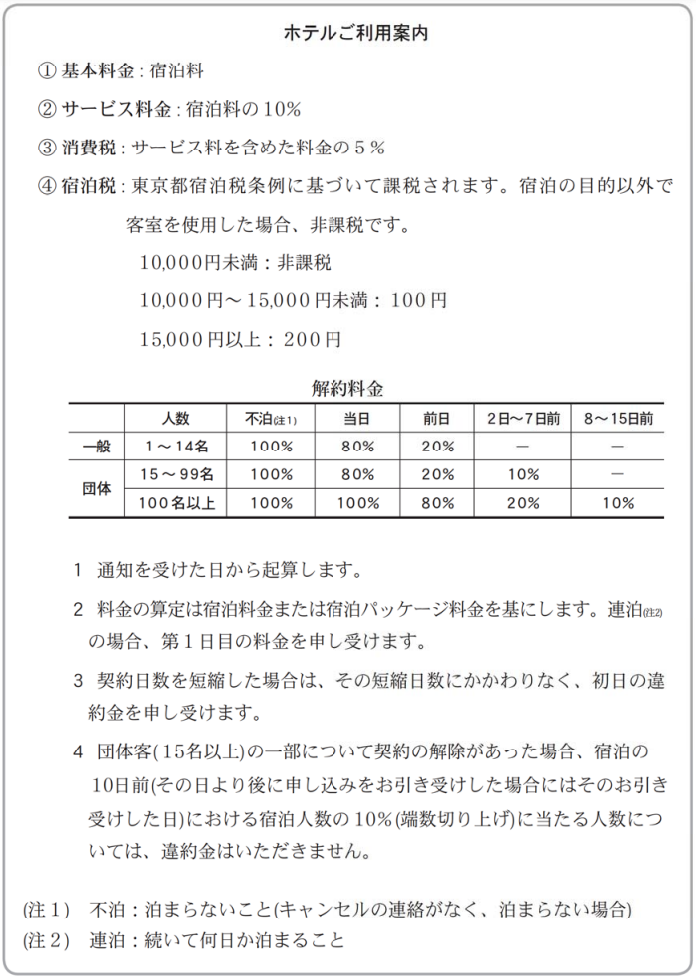 ホテルご利用案内
① 基本料金 : 宿泊料
② サービス料金 : 宿泊料の10%
③ 消費税 : サービス料を含めた料金の５%
④ 宿泊税 : 東京都宿泊税条例に基づいて課税されます。宿泊の目的以外で
客室を使用した場合、非課税です。
10,000円未満：非課税
10,000円～15,000円未満：100円
15,000円以上：200円
解約料金
人数 不泊(注1) 当日 前日 2日～7日前 8～15日前
一般 1～14名 100% 80% 20% － －
団体 15～99名 100% 80% 20% 10% －
100名以上 100% 100% 80% 20% 10%
1 通知を受けた日から起算します。
2 料金の算定は宿泊料金または宿泊パッケージ料金を基にします。連泊(注2)
の場合、第１日目の料金を申し受けます。
3 契約日数を短縮した場合は、その短縮日数にかかわりなく、初日の違
約金を申し受けます。
4 団体客(15名以上)の一部について契約の解除があった場合、宿泊の
10日前(その日より後に申し込みをお引き受けした場合にはそのお引き
受けした日)における宿泊人数の10%(端数切り上げ)に当たる人数につ
いては、違約金はいただきません。
(注１) 不泊：泊まらないこと(キャンセルの連絡がなく、泊まらない場合)
(注２) 連泊：続いて何日か泊まること